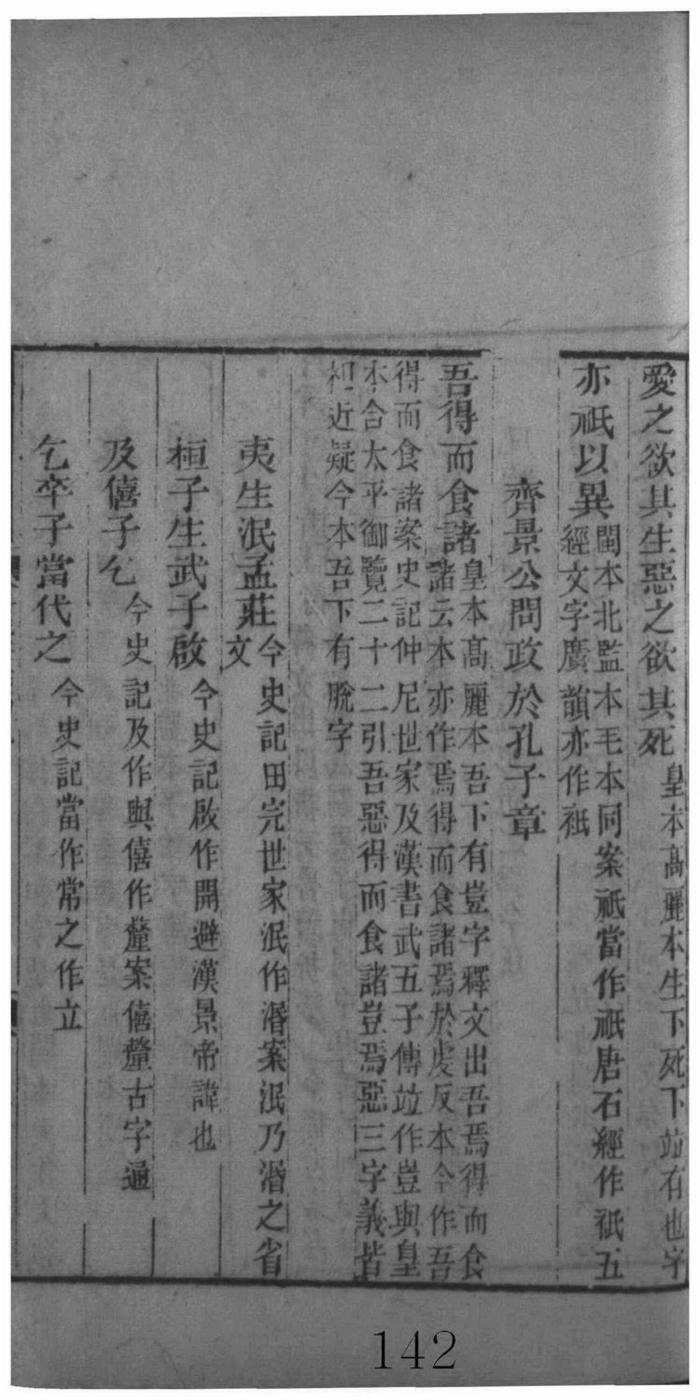 愛之欲其生惡之欲其死皇本髙麗本生下死下竝有也字
亦祇以異閩本北監本毛本同案祇當作祇唐石經作祇五
經文字廣韻亦作祇
齊景公問政於孔子章
吾得而食諸皇本髙麗本吾下有豈字釋文出吾焉得而食
諸云本亦作焉得而食諸焉於虔反本今作吾
得而食諸案史記仲尼世家及漢書武五子傳竝作豈與皇
本合太平御覽二十二引吾惡得而食諸豈焉惡三字義皆
相近疑今本吾下有脫字
夷生泯孟莊今史記田完世家泯作湣案泯乃湣之省
文
桓子生武子啟今史記啟作開避漢景帝諱也
及僖子乞今史記及作與僖作釐案僖釐古字通
乞卒子當代之今史記當作常之作立
142